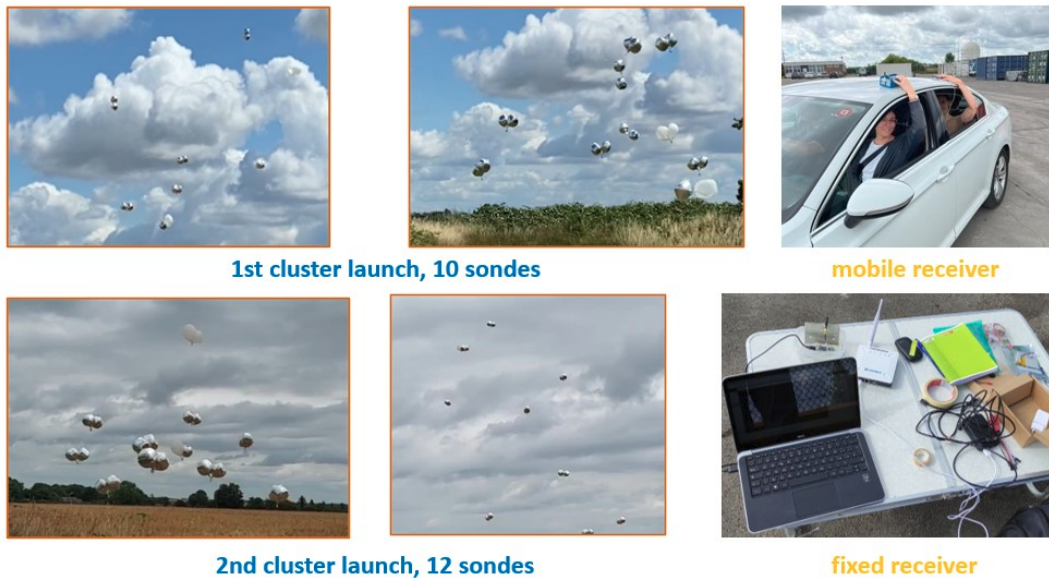 1st cluster launch, 10 sondes
mobile receiver
2nd cluster launch, 12 sondes
fixed receiver